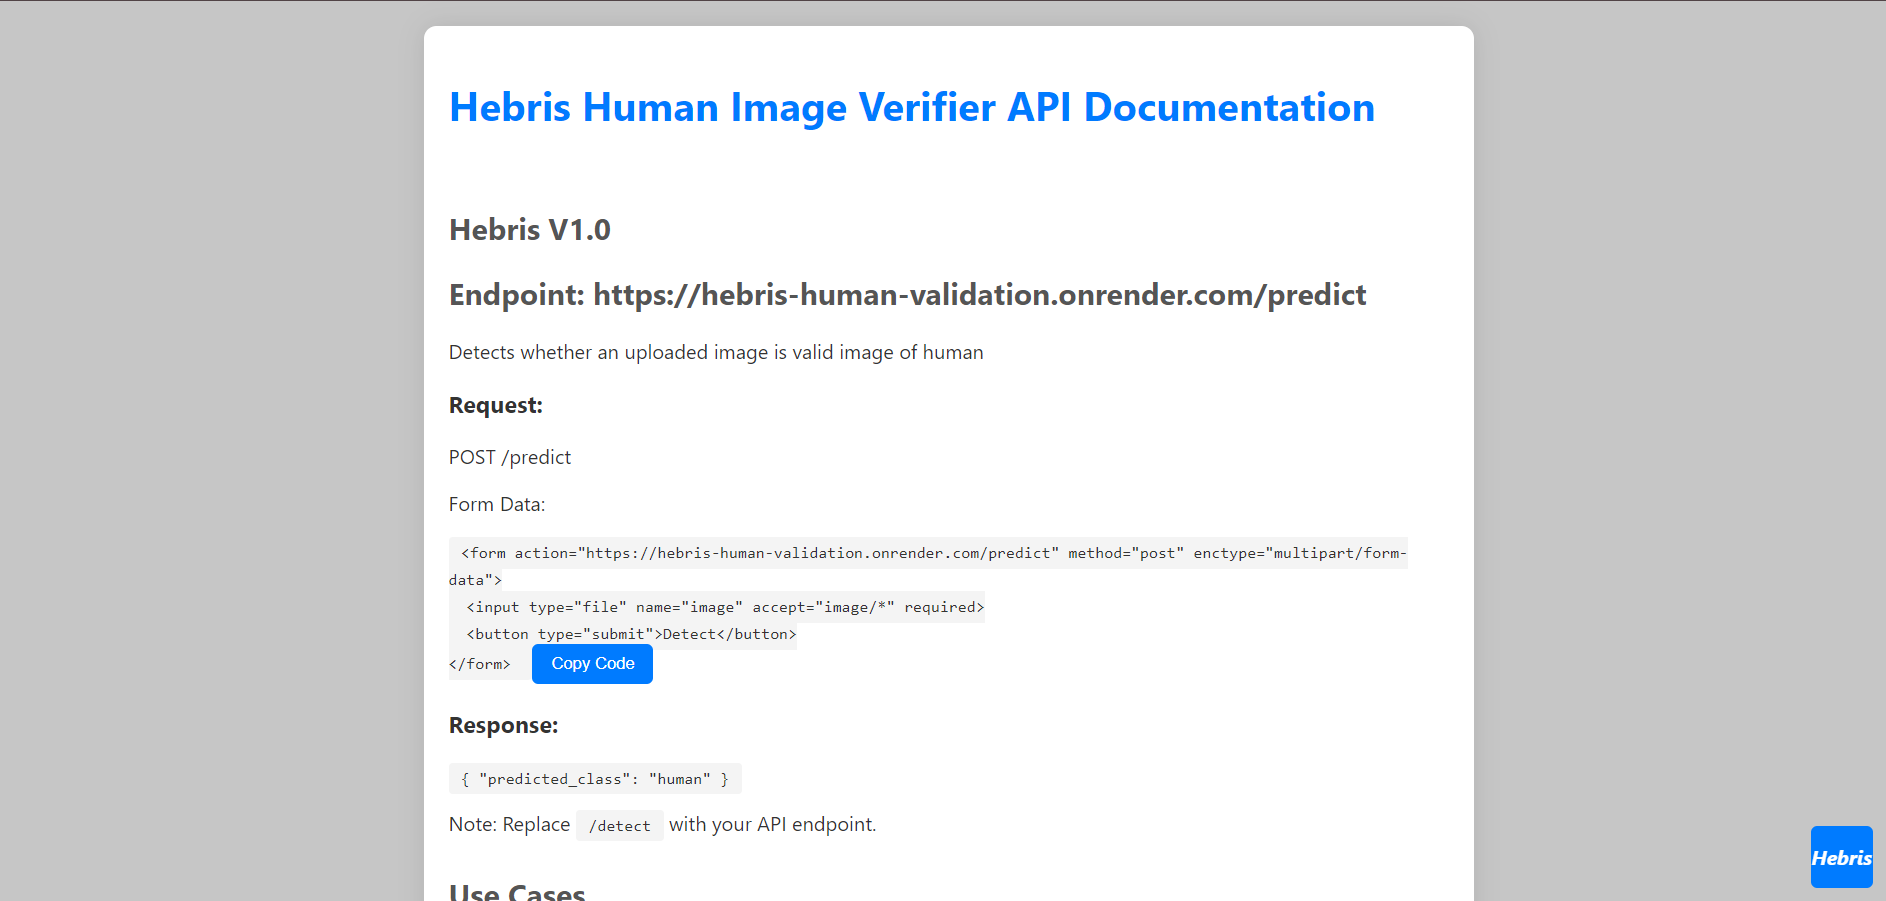 Hebris Human Image Verifier API Documentation
Hebris V1.0
Endpoint: https://hebris-human-validation.onrender.com/predict
Detects whether an uploaded image is valid image of human
Request:
POST /predict
Form Data:
<form action="https://hebris-human-validation.onrender.com/predict" method="post" enctype="multipart/form-
data">
<input type="file" name="image" accept="image/*" required>
<button type="submit">Detect</button>
</form> Copy Code
Response:
{ "predicted_class": "human" }
Note: Replace /detect with your API endpoint.
Use Cases
Hebris